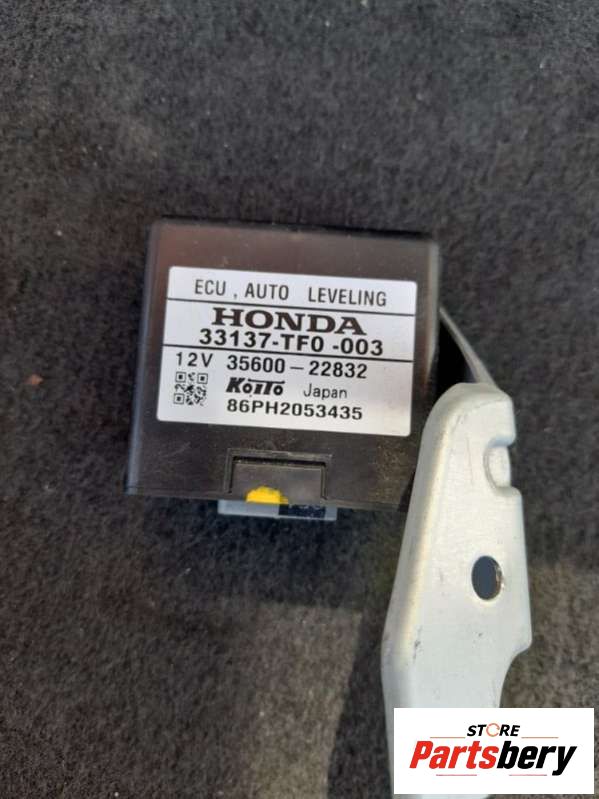 ECU , AUTO LEVELING
HONDA
33137-TF0 -003
12V 35600-22832
KOITO Japan
86PH2053435
STORE
Partsbery